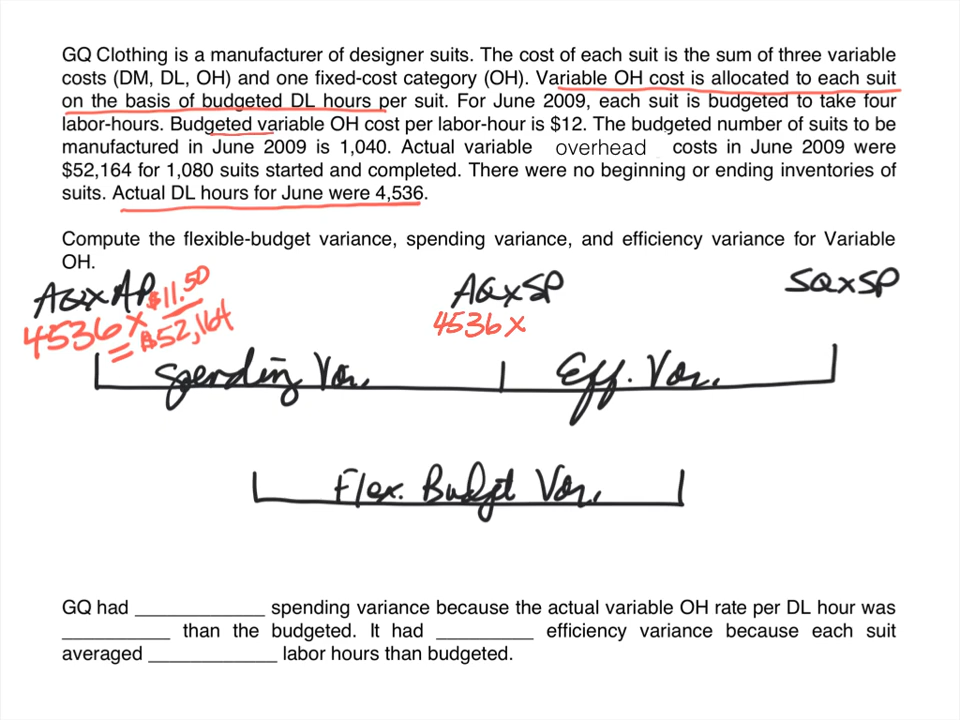 GQ Clothing is a manufacturer of designer suits. The cost of each suit is the sum of three variable
costs (DM, DL, OH) and one fixed-cost category (OH). Variable OH cost is allocated to each suit
on the basis of budgeted DL hours per suit. For June 2009, each suit is budgeted to take four
labor-hours. Budgeted variable OH cost per labor-hour is $12. The budgeted number of suits to be
manufactured in June 2009 is 1,040. Actual variable overhead costs in June 2009 were
$52,164 for 1,080 suits started and completed. There were no beginning or ending inventories of
suits. Actual DL hours for June were 4,536.
Compute the flexible-budget variance, spending variance, and efficiency variance for Variable
OH.
AQxAP AQxSP SQxSP
4536 x $11.50 4536 x
= $52,164
Spending Var. Eff. Var.
Flex. Budget Var.
GQ had _____________ spending variance because the actual variable OH rate per DL hour was
___________ than the budgeted. It had __________ efficiency variance because each suit
averaged _____________ labor hours than budgeted.